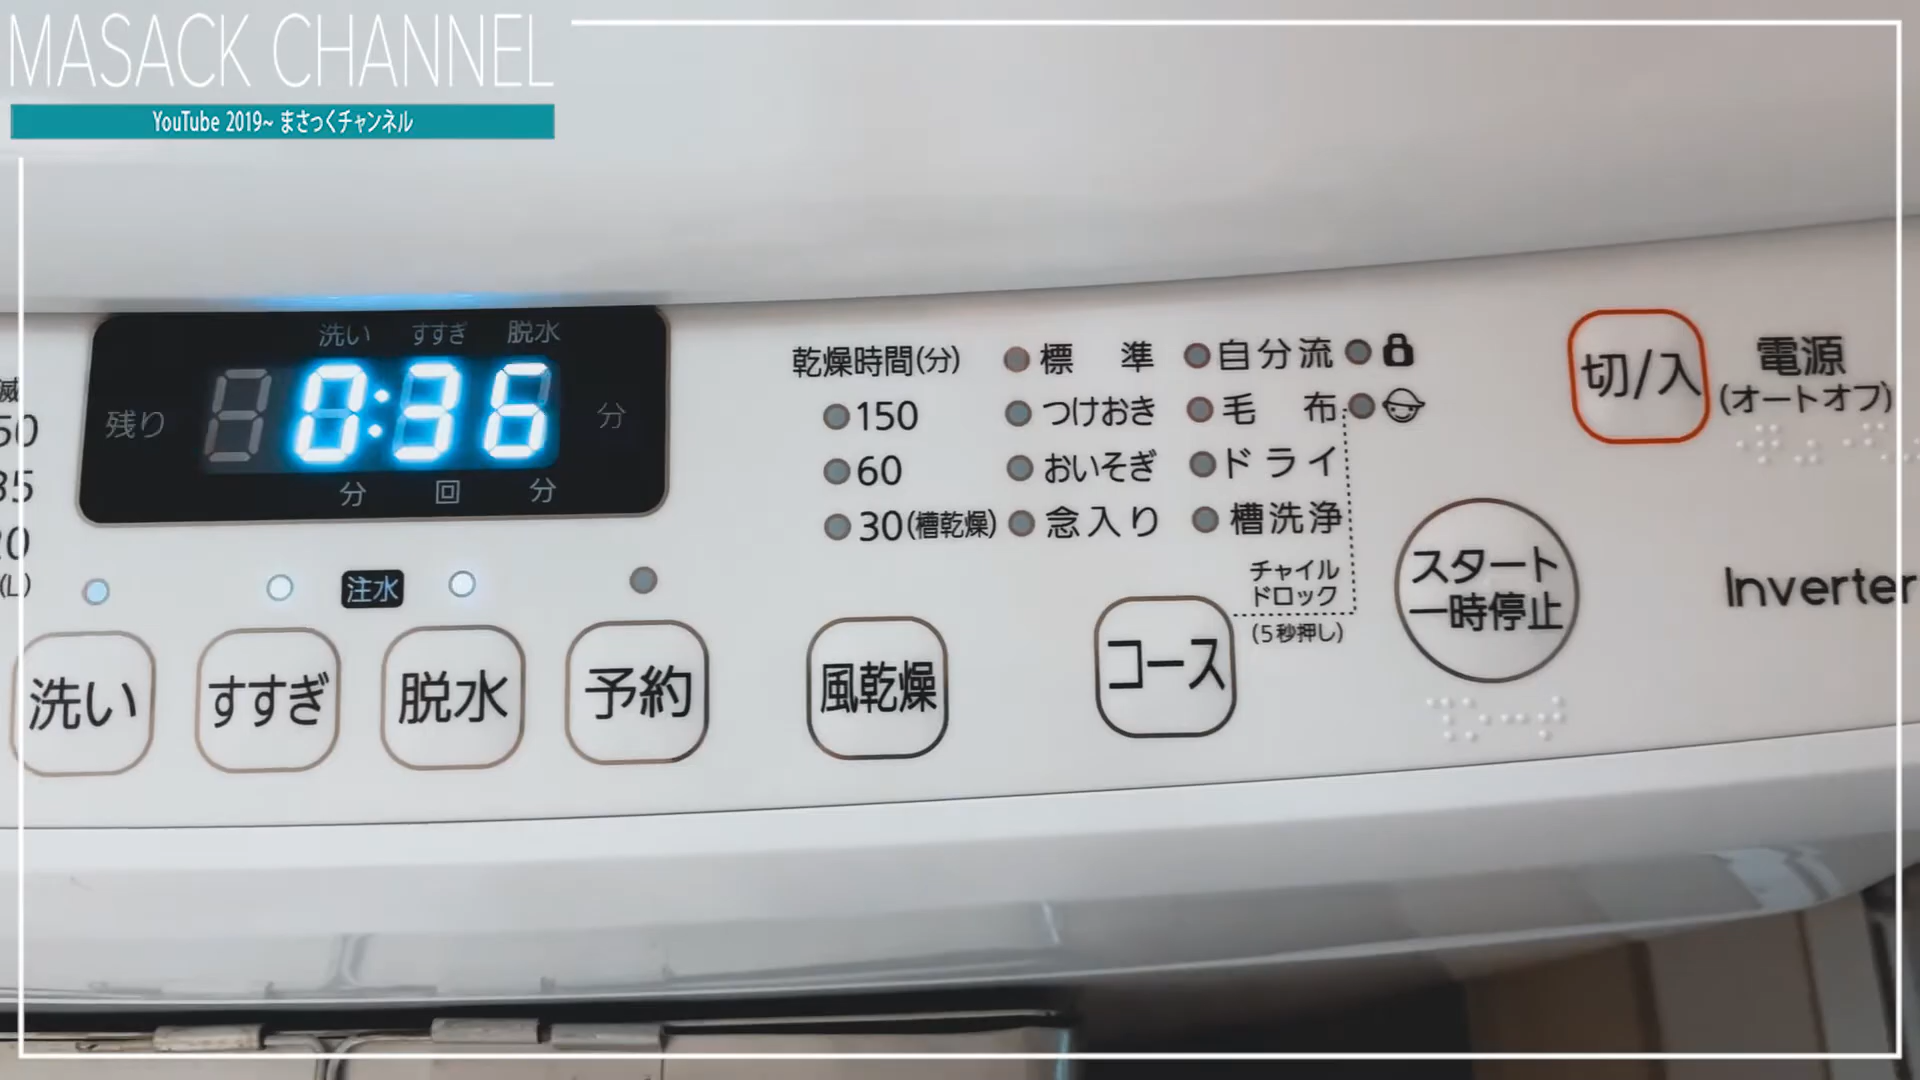 MASACK CHANNEL
YouTube 2019~ まさっくチャンネル
洗い すすぎ 脱水
残り 0:36 分
分 回 分
50
35
20
(L)
注水
洗い
すすぎ
脱水
予約
乾燥時間(分)
150
60
30(槽乾燥)
風乾燥
標準
つけおき
おいそぎ
念入り
自分流
毛布
ドライ
槽洗浄
チャイル
ドロック
(5秒押し)
コース
切/入
電源
(オートオフ)
スタート
一時停止
Inverter